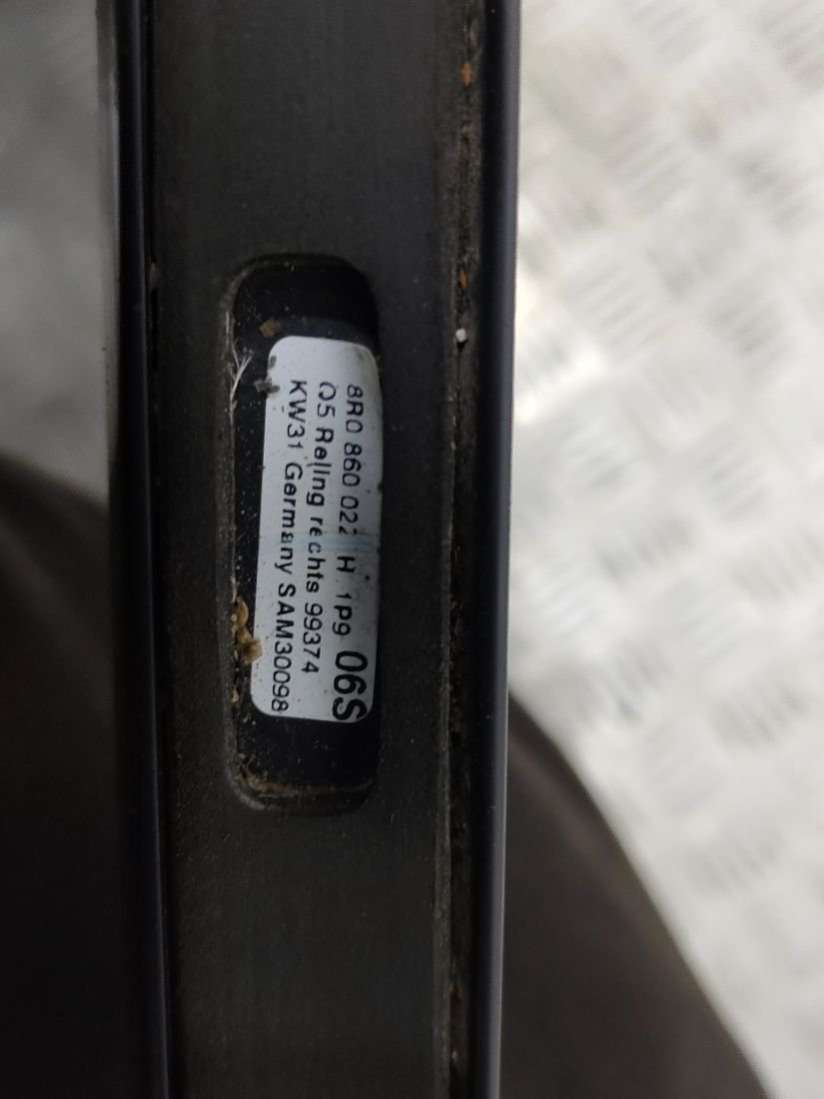 8R0 860 022 H 1P9 06S
Q5 Reling rechts 99374
KW31 Germany SAM30098